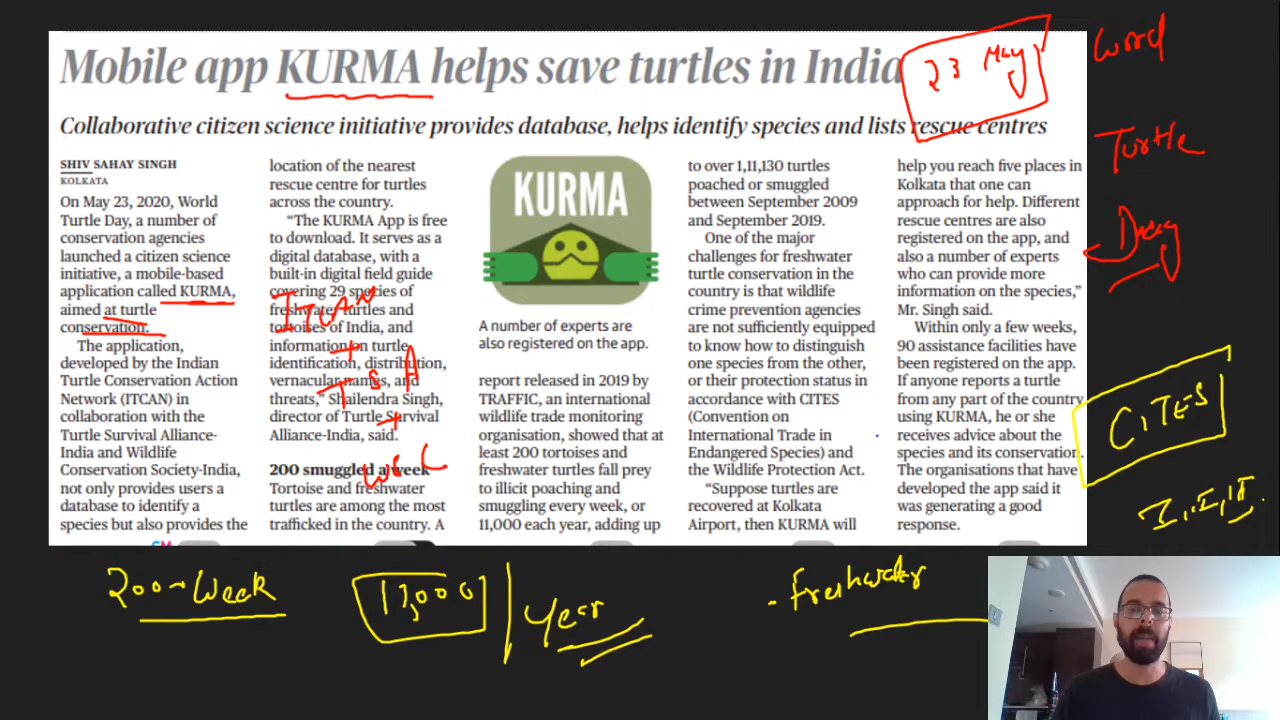 Mobile app KURMA helps save turtles in India
23 May
Word
Turtle
Day
Collaborative citizen science initiative provides database, helps identify species and lists rescue centres
SHIV SAHAY SINGH
KOLKATA
On May 23, 2020, World
Turtle Day, a number of
conservation agencies
launched a citizen science
initiative, a mobile-based
application called KURMA,
aimed at turtle
conservation.
The application,
developed by the Indian
Turtle Conservation Action
Network (ITCAN) in
collaboration with the
Turtle Survival Alliance-
India and Wildlife
Conservation Society-India,
not only provides users a
database to identify a
species but also provides the
location of the nearest
rescue centre for turtles
across the country.
“The KURMA App is free
to download. It serves as a
digital database, with a
built-in digital field guide
covering 29 species of
freshwater turtles and
tortoises of India, and
information on turtle
identification, distribution,
vernacular names, and
threats,” Shailendra Singh,
director of Turtle Survival
Alliance-India, said.
200 smuggled a week
Tortoise and freshwater
turtles are among the most
trafficked in the country. A
ITCAN
+
TSA
+
KURMA
A number of experts are
also registered on the app.
report released in 2019 by
TRAFFIC, an international
wildlife trade monitoring
organisation, showed that at
least 200 tortoises and
freshwater turtles fall prey
to illicit poaching and
smuggling every week, or
11,000 each year, adding up
to over 1,11,130 turtles
poached or smuggled
between September 2009
and September 2019.
One of the major
challenges for freshwater
turtle conservation in the
country is that wildlife
crime prevention agencies
are not sufficiently equipped
to know how to distinguish
one species from the other,
or their protection status in
accordance with CITES
(Convention on
International Trade in
Endangered Species) and
the Wildlife Protection Act.
“Suppose turtles are
recovered at Kolkata
Airport, then KURMA will
help you reach five places in
Kolkata that one can
approach for help. Different
rescue centres are also
registered on the app, and
also a number of experts
who can provide more
information on the species,”
Mr. Singh said.
Within only a few weeks,
90 assistance facilities have
been registered on the app.
If anyone reports a turtle
from any part of the country
using KURMA, he or she
receives advice about the
species and its conservation.
The organisations that have
developed the app said it
was generating a good
response.
CITES
200 → Week
Year
- Freshwater